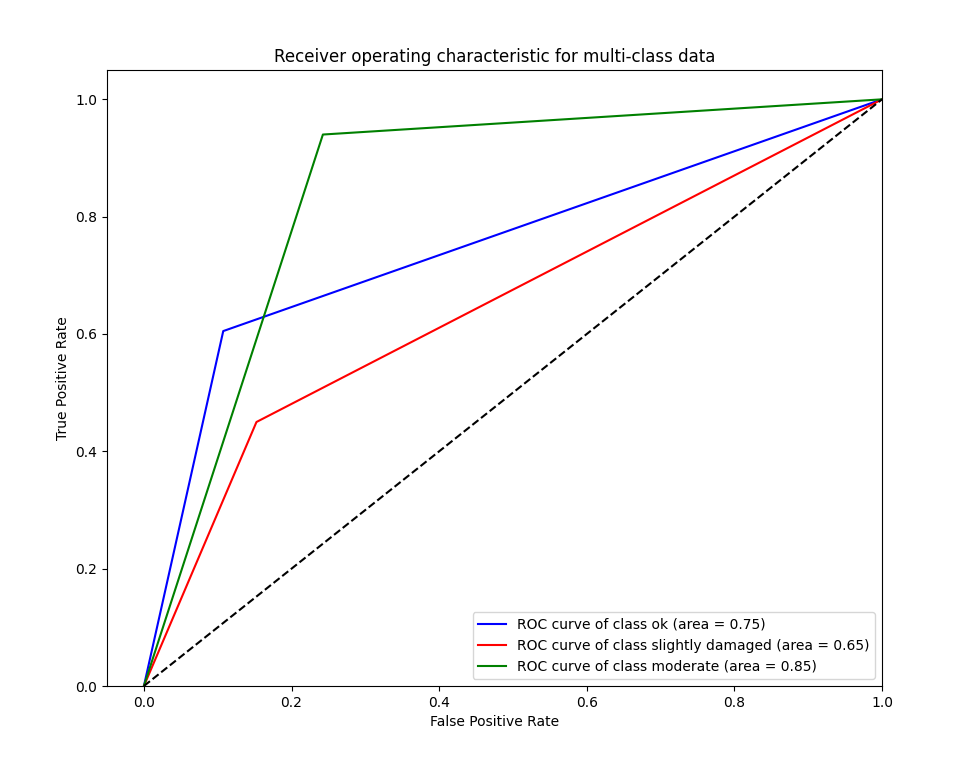 Receiver operating characteristic for multi-class data
1.0
0.8
0.6
0.4
0.2
0.0
True Positive Rate
ROC curve of class ok (area = 0.75)
ROC curve of class slightly damaged (area = 0.65)
ROC curve of class moderate (area = 0.85)
0.0 0.2 0.4 0.6 0.8 1.0
False Positive Rate